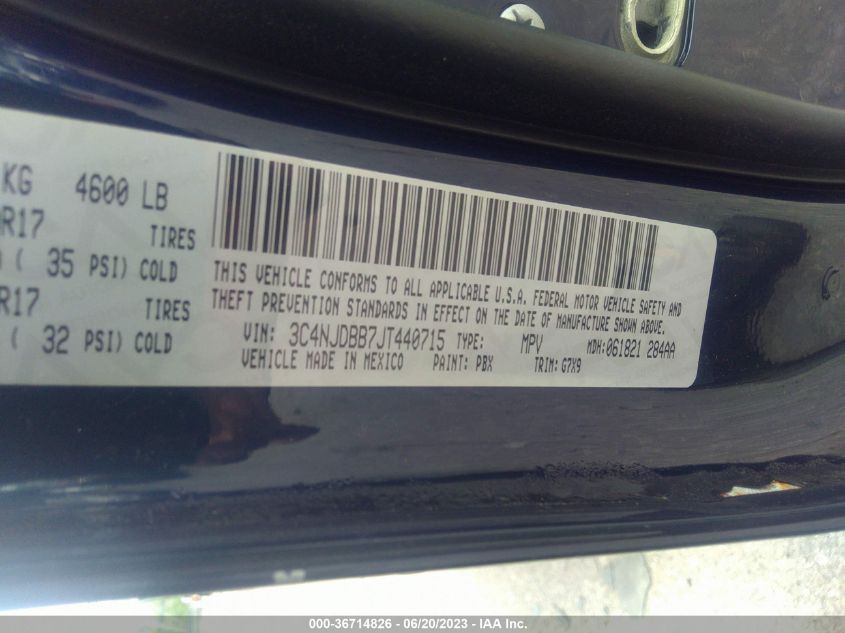 KG 4600 LB
R17 TIRES
( 35 PSI) COLD
R17 TIRES
( 32 PSI) COLD
THIS VEHICLE CONFORMS TO ALL APPLICABLE U.S.A. FEDERAL MOTOR VEHICLE SAFETY AND
THEFT PREVENTION STANDARDS IN EFFECT ON THE DATE OF MANUFACTURE SHOWN ABOVE.
VIN: 3C4NJDBB7JT440715 TYPE: MPV MDH:061821 284AA
VEHICLE MADE IN MEXICO PAINT: PBX TRIM: G7X9
000-36714826 - 06/20/2023 - IAA Inc.